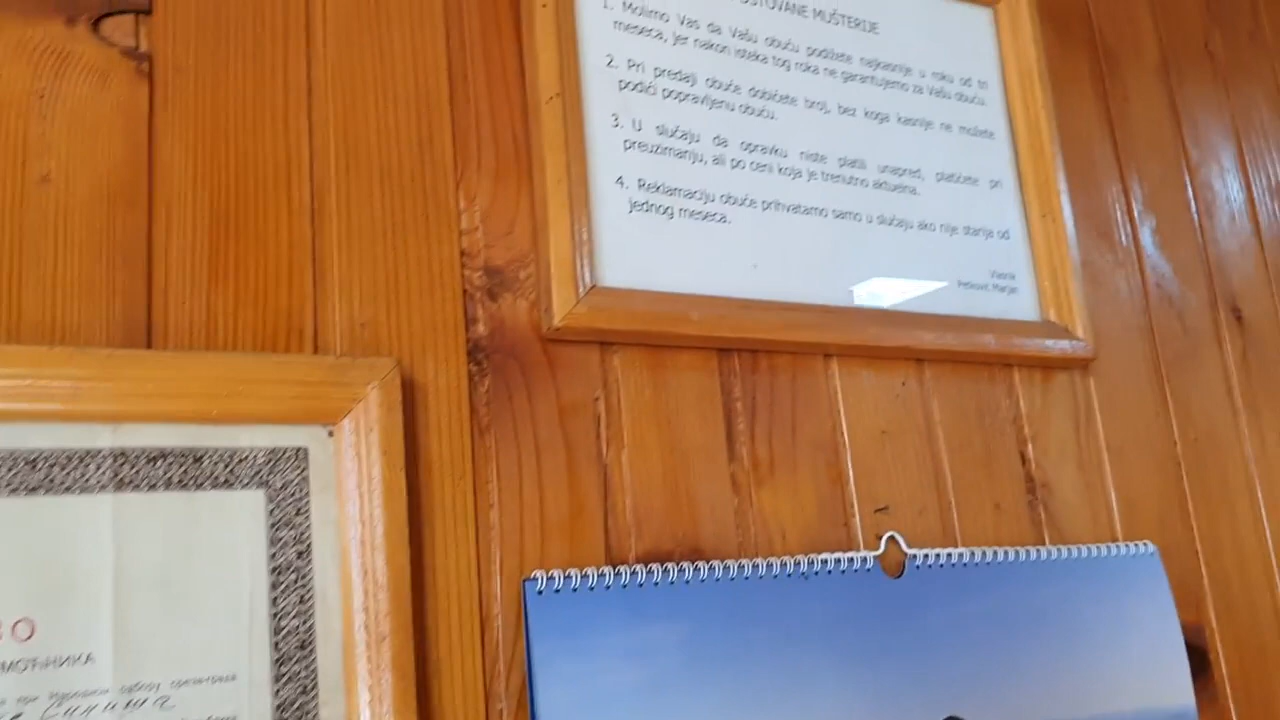 MUŠTERIJE
1. Molimo Vas da Vašu obuću podižete najkasnije u roku od tri
meseca, jer nakon isteka tog roka ne garantujemo za Vašu obuću.
2. Pri predaji obuće dobićete broj, bez koga kasnije ne možete
podići popravljenu obuću.
3. U slučaju da opravku niste platili unapred, platićete pri
preuzimanju, ali po ceni koja je trenutno aktuelna.
4. Reklamaciju obuće prihvatamo samo u slučaju ako nije starija od
jednog meseca.
Vlasnik
Petković Marjan
ВО
МОЋНИКА